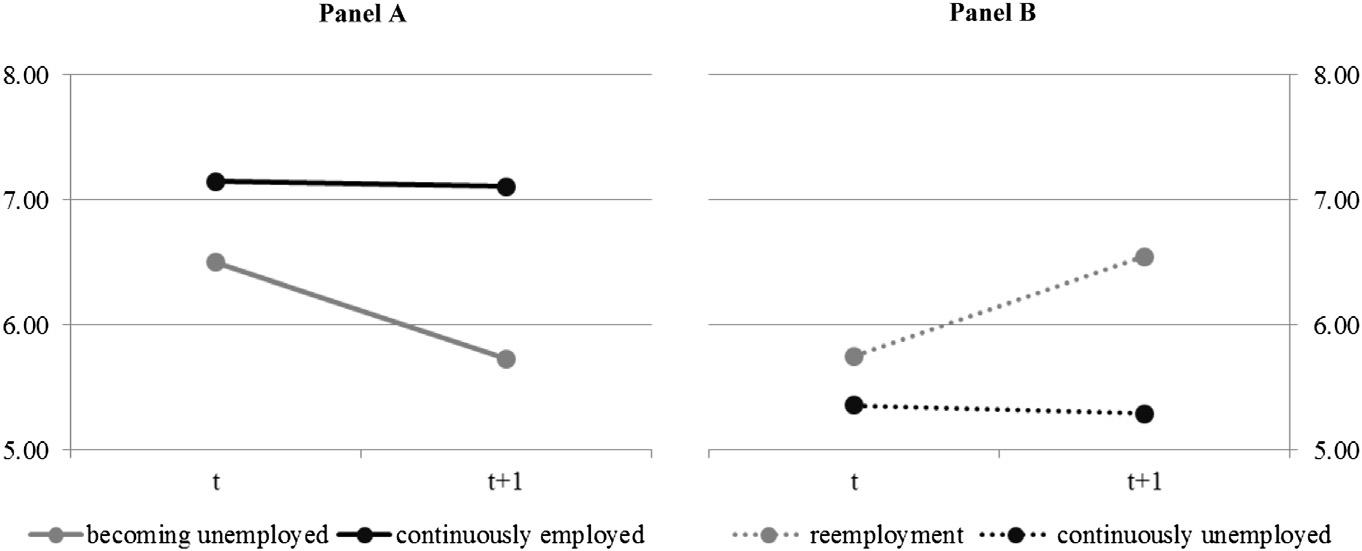 Panel A
Panel B
8.00
8.00
7.00
7.00
6.00
6.00
5.00
5.00
t
t+1
t
t+1
becoming unemployed
continuously employed
reemployment
continuously unemployed